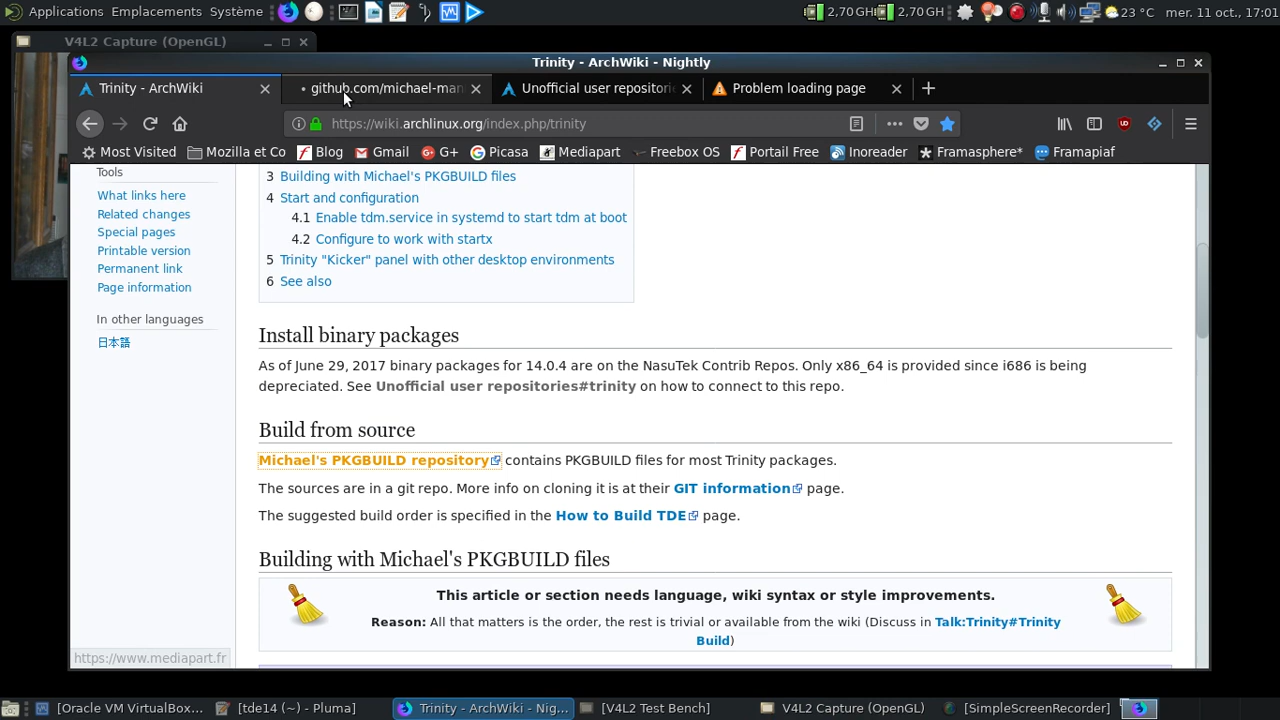 Applications Emplacements Système 2,70 GH 2,70 GH 23 °C mer. 11 oct., 17:01
V4L2 Capture (OpenGL)
Trinity - ArchWiki - Nightly
Trinity - ArchWiki github.com/michael-man Unofficial user repositori Problem loading page
https://wiki.archlinux.org/index.php/trinity
Most Visited Mozilla et Co Blog Gmail G+ Picasa Mediapart Freebox OS Portail Free Inoreader Framasphere* Framapiaf
Tools
What links here
Related changes
Special pages
Printable version
Permanent link
Page information
In other languages
日本語
3 Building with Michael's PKGBUILD files
4 Start and configuration
4.1 Enable tdm.service in systemd to start tdm at boot
4.2 Configure to work with startx
5 Trinity "Kicker" panel with other desktop environments
6 See also
Install binary packages
As of June 29, 2017 binary packages for 14.0.4 are on the NasuTek Contrib Repos. Only x86_64 is provided since i686 is being
depreciated. See Unofficial user repositories#trinity on how to connect to this repo.
Build from source
Michael's PKGBUILD repository contains PKGBUILD files for most Trinity packages.
The sources are in a git repo. More info on cloning it is at their GIT information page.
The suggested build order is specified in the How to Build TDE page.
Building with Michael's PKGBUILD files
This article or section needs language, wiki syntax or style improvements.
Reason: All that matters is the order, the rest is trivial or available from the wiki (Discuss in Talk:Trinity#Trinity
Build)
https://www.mediapart.fr
[Oracle VM VirtualBox... [tde14 (~) - Pluma] Trinity - ArchWiki - Nig... [V4L2 Test Bench] V4L2 Capture (OpenGL) [SimpleScreenRecorder]